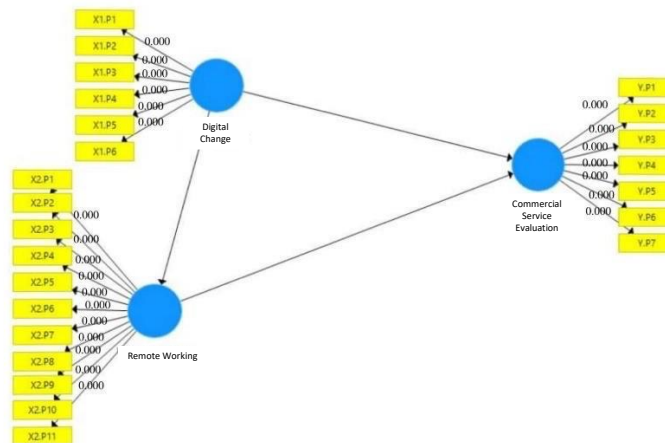 X1.P1
X1.P2
X1.P3
X1.P4
X1.P5
X1.P6
0.000
0.000
0.000
0.000
0.000
0.000
Digital
Change
X2.P1
X2.P2
X2.P3
X2.P4
X2.P5
X2.P6
X2.P7
X2.P8
X2.P9
X2.P10
X2.P11
0.000
0.000
0.000
0.000
0.000
0.000
0.000
0.000
0.000
Remote Working
Y.P1
Y.P2
Y.P3
Y.P4
Y.P5
Y.P6
Y.P7
0.000
0.000
0.000
0.000
0.000
0.000
0.000
Commercial
Service
Evaluation